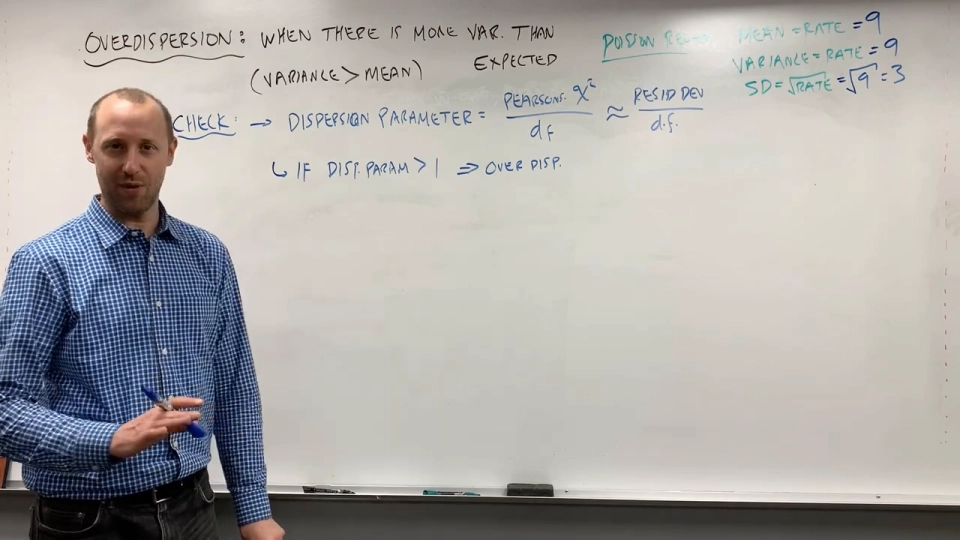 OVERDISPERSION: WHEN THERE IS MORE VAR. THAN EXPECTED
(VARIANCE > MEAN)
POISSON
MEAN = RATE = 9
VARIANCE = RATE = 9
SD = √RATE = √9 = 3
CHECK: → DISPERSION PARAMETER = PEARSONS χ² / df ≈ RESID DEV / d.f.
↳ IF DISP. PARAM > 1 ⇒ OVER DISP.